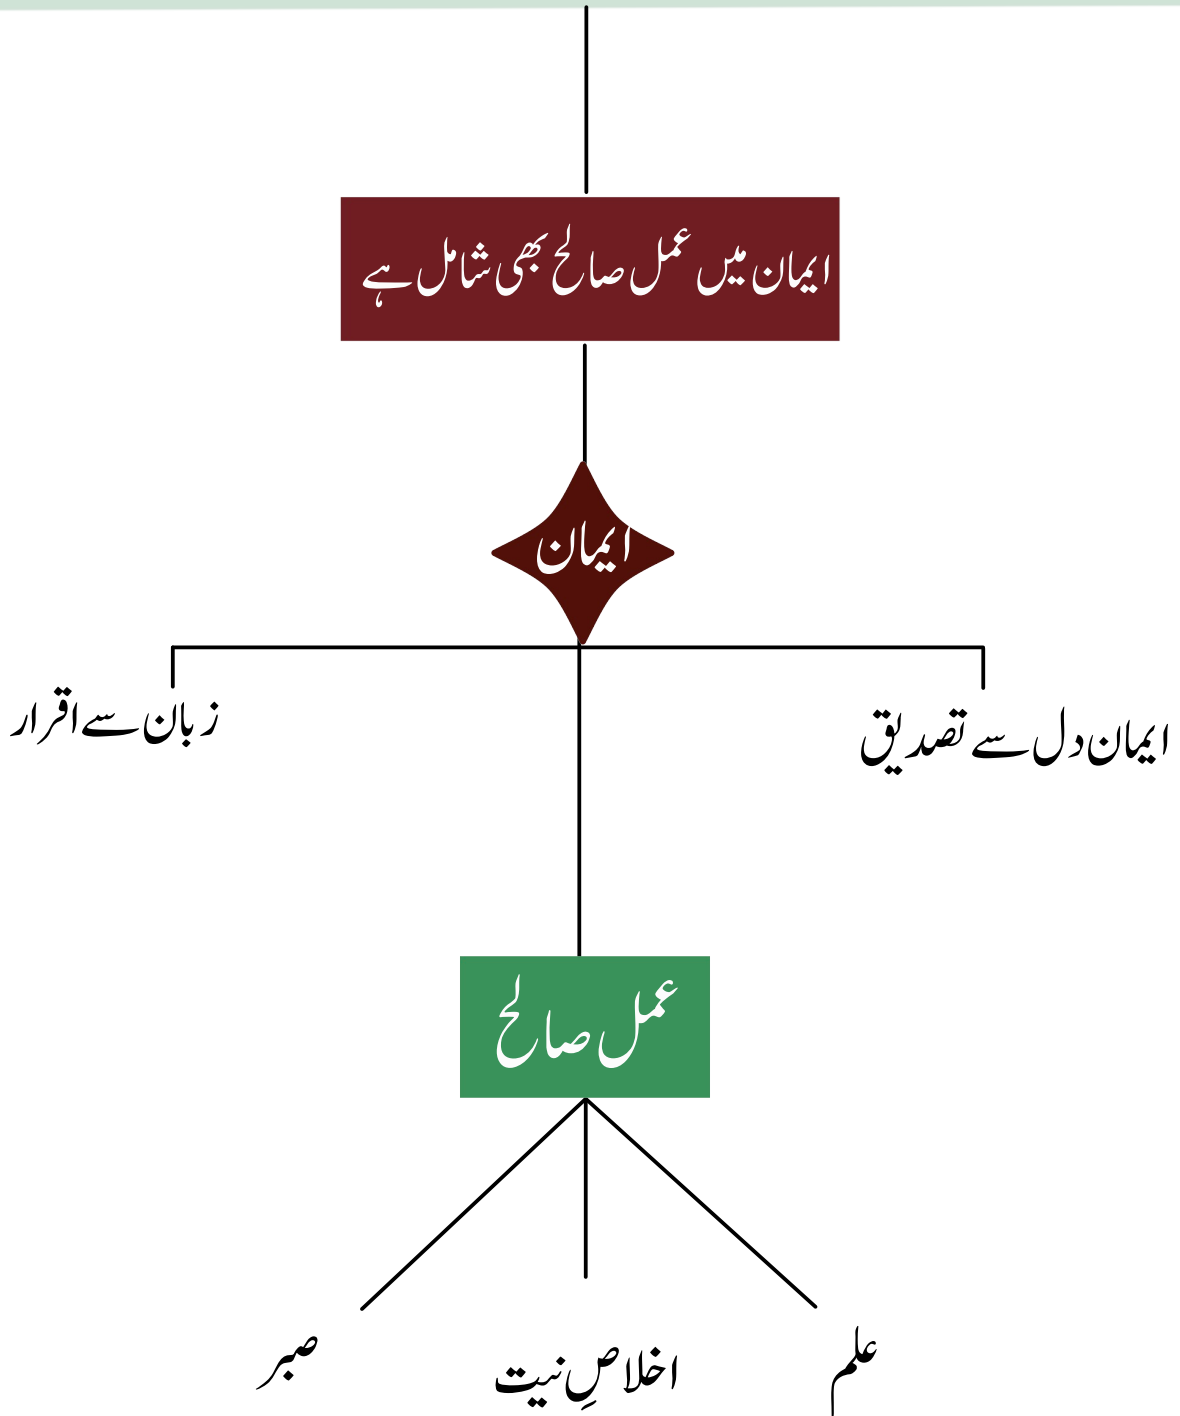 ایمان میں عمل صالح بھی شامل ہے
ایمان
ایمان دل سے تصدیق
زبان سے اقرار
عمل صالح
علم
اخلاصِ نیت
صبر